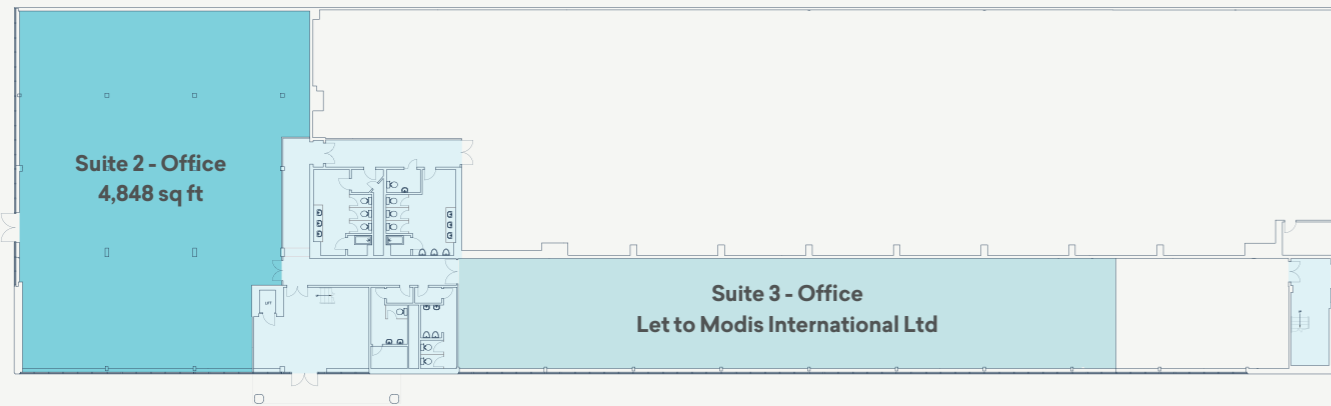 Suite 2 - Office
4,848 sq ft
LIFT
Suite 3 - Office
Let to Modis International Ltd